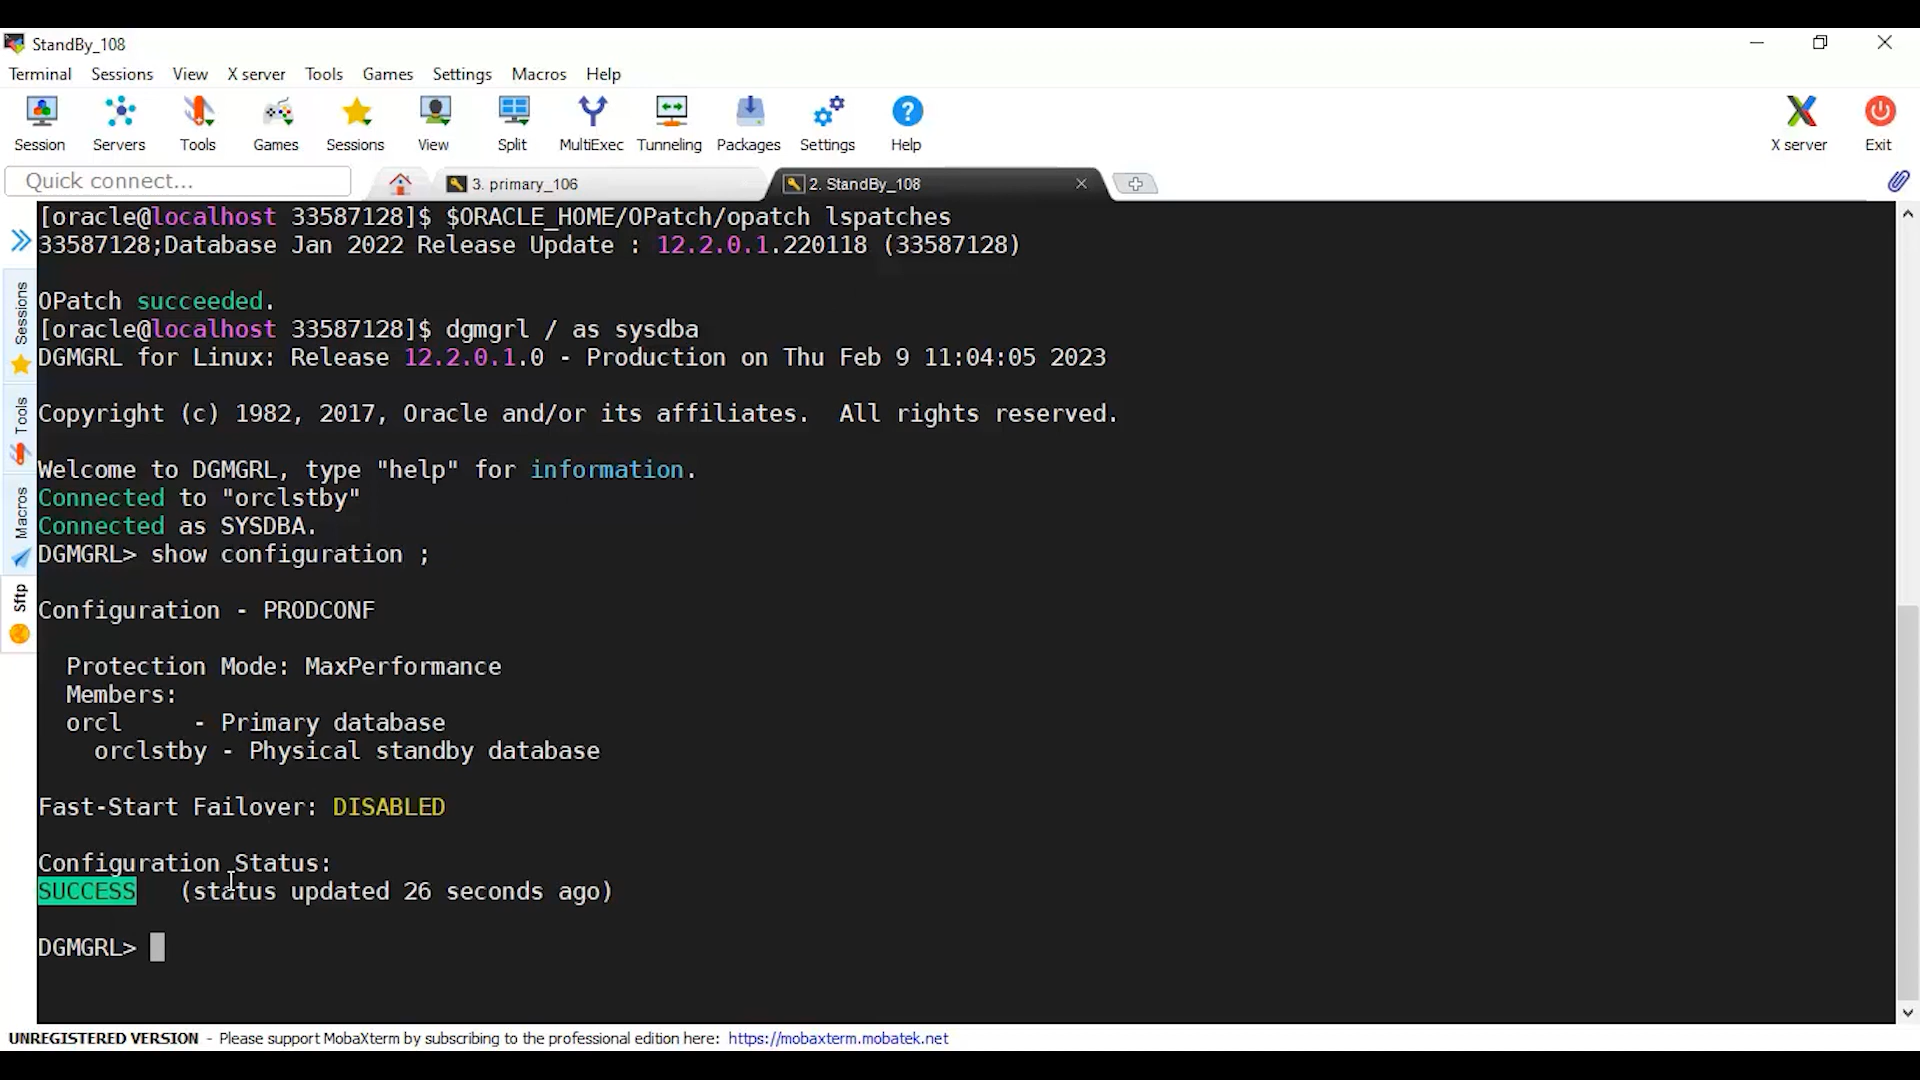 StandBy_108
Terminal Sessions View X server Tools Games Settings Macros Help
Session Servers Tools Games Sessions View Split MultiExec Tunneling Packages Settings Help X server Exit
Quick connect...
3. primary_106
2. StandBy_108
Sessions
Tools
Macros
Sftp
[oracle@localhost 33587128]$ $ORACLE_HOME/OPatch/opatch lspatches
33587128;Database Jan 2022 Release Update : 12.2.0.1.220118 (33587128)
OPatch succeeded.
[oracle@localhost 33587128]$ dgmgrl / as sysdba
DGMGRL for Linux: Release 12.2.0.1.0 - Production on Thu Feb 9 11:04:05 2023
Copyright (c) 1982, 2017, Oracle and/or its affiliates.  All rights reserved.
Welcome to DGMGRL, type "help" for information.
Connected to "orclstby"
Connected as SYSDBA.
DGMGRL> show configuration ;
Configuration - PRODCONF
Protection Mode: MaxPerformance
Members:
orcl     - Primary database
orclstby - Physical standby database
Fast-Start Failover: DISABLED
Configuration Status:
SUCCESS   (status updated 26 seconds ago)
DGMGRL>
UNREGISTERED VERSION - Please support MobaXterm by subscribing to the professional edition here: https://mobaxterm.mobatek.net